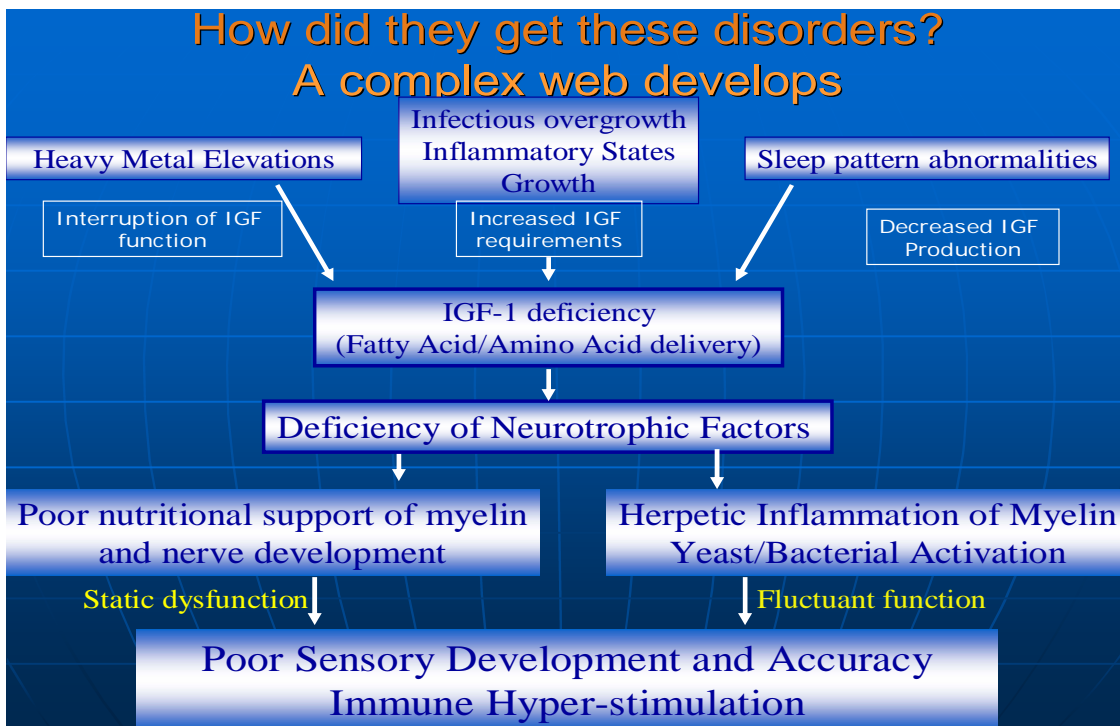 How did they get these disorders?
A complex web develops
Infectious overgrowth
Inflammatory States
Growth
Heavy Metal Elevations
Sleep pattern abnormalities
Interruption of IGF
function
Increased IGF
requirements
Decreased IGF
Production
IGF-1 deficiency
(Fatty Acid/Amino Acid delivery)
Deficiency of Neurotrophic Factors
Poor nutritional support of myelin
and nerve development
Herpetic Inflammation of Myelin
Yeast/Bacterial Activation
Static dysfunction
Fluctuant function
Poor Sensory Development and Accuracy
Immune Hyper-stimulation